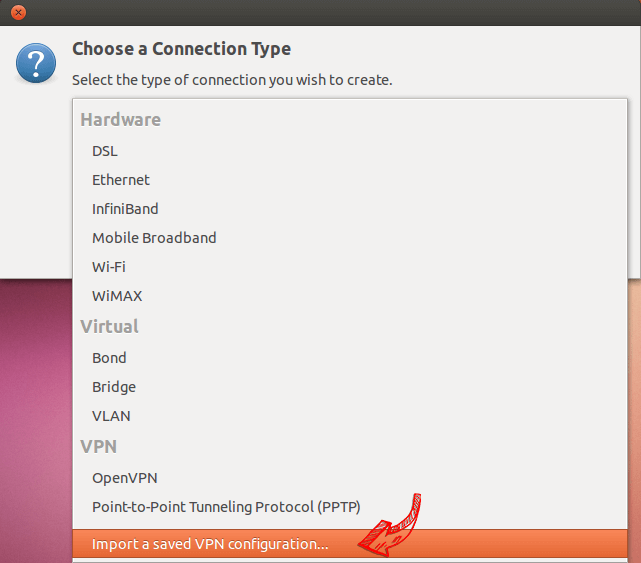 Choose a Connection Type
Select the type of connection you wish to create.
Hardware
DSL
Ethernet
InfiniBand
Mobile Broadband
Wi-Fi
WiMAX
Virtual
Bond
Bridge
VLAN
VPN
OpenVPN
Point-to-Point Tunneling Protocol (PPTP)
Import a saved VPN configuration...